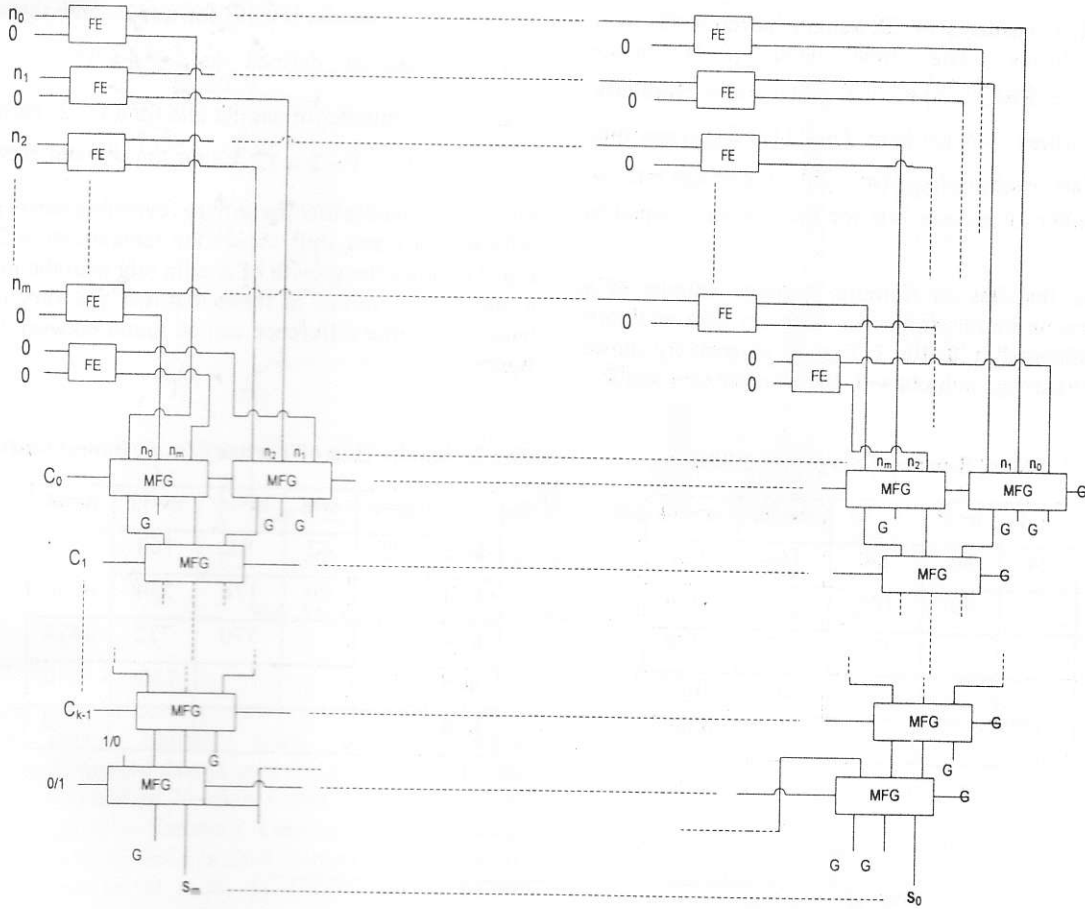 n0 FE FE
0 0
n1 FE FE
0 0
n2 FE FE
0 0
nm FE FE
0 0
0 FE 0 FE
0 0
n0 nm n2 n1 nm n2 n1 n0
C0 MFG MFG MFG MFG G
G G G G G G
C1 MFG MFG G
Ck-1 MFG MFG G
1/0 G G
0/1 MFG MFG G
G G G
Sm S0